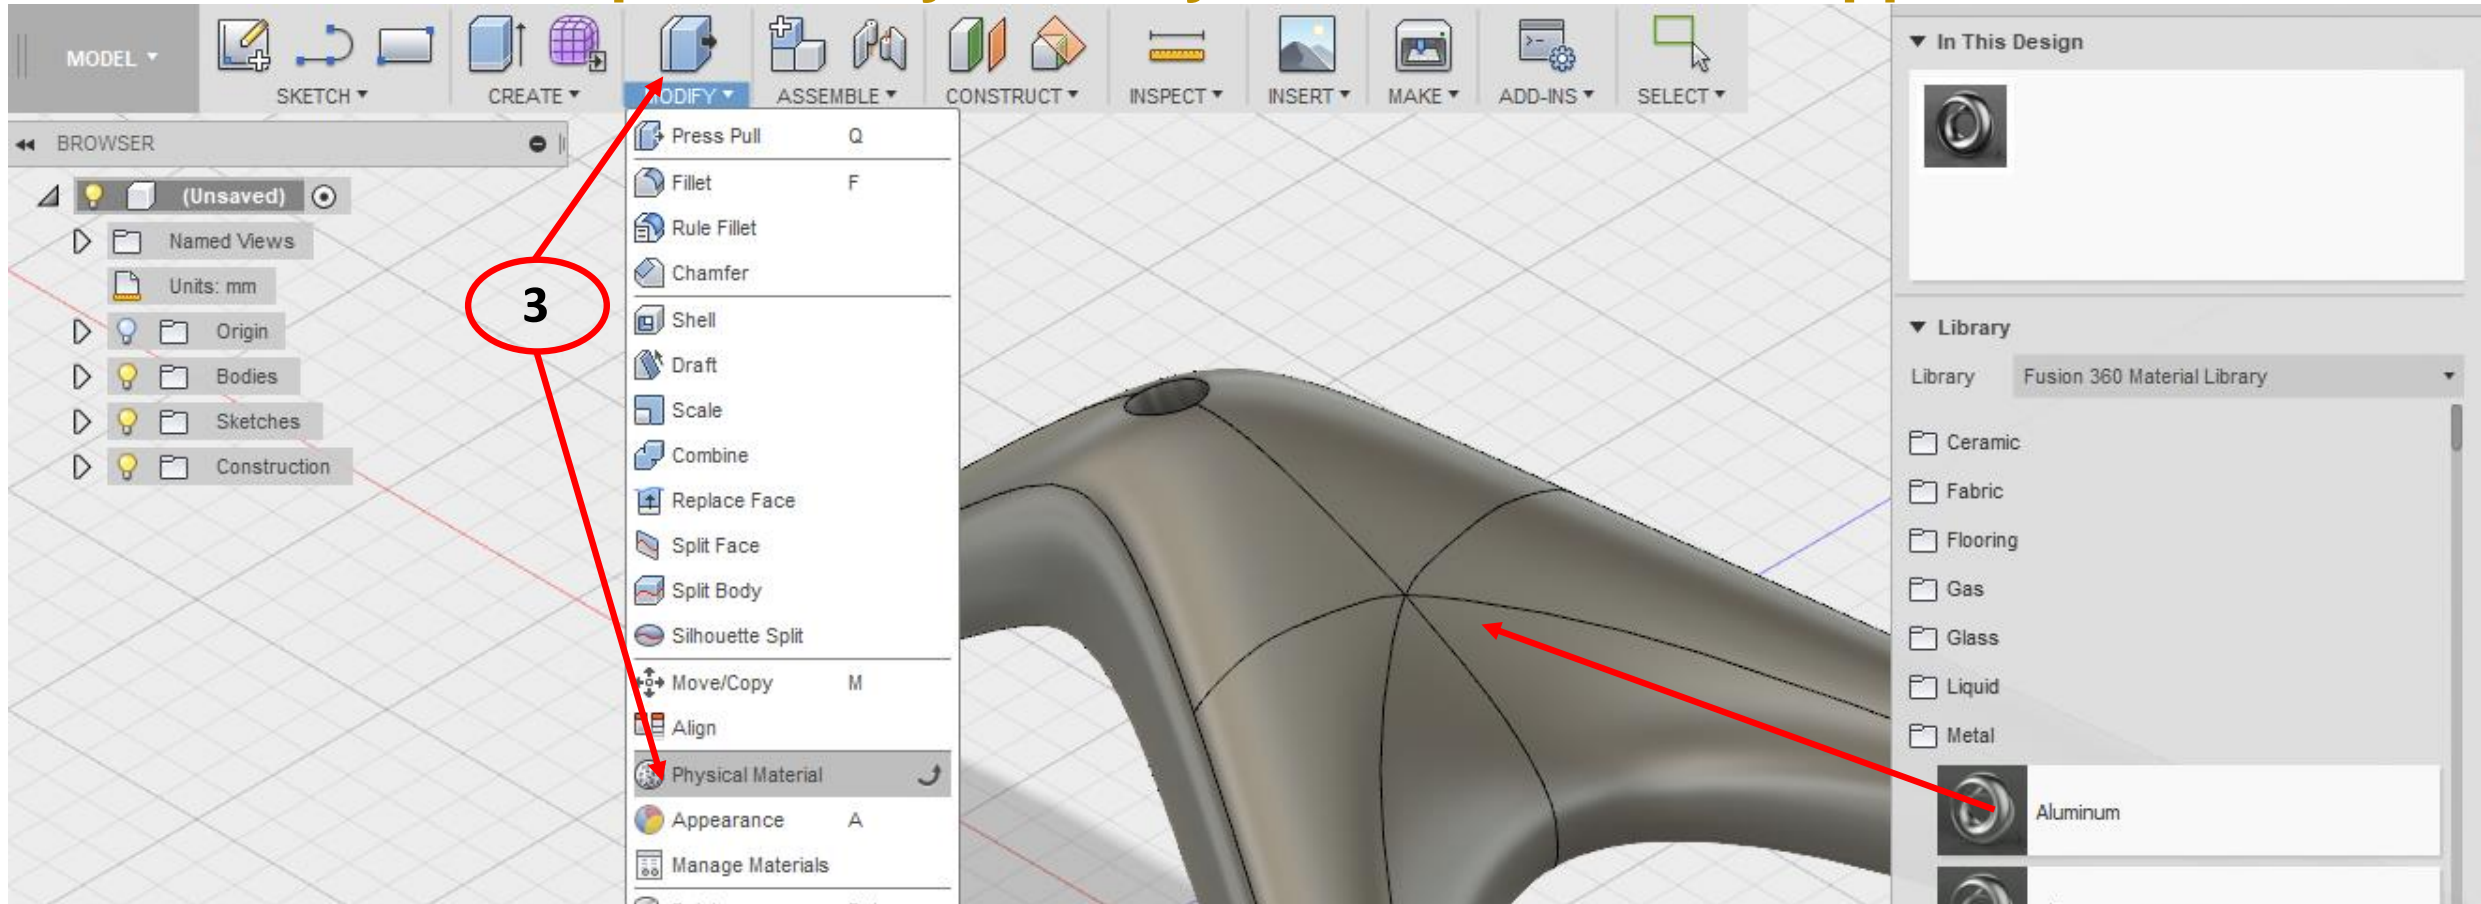 MODEL
SKETCH
CREATE
MODIFY
ASSEMBLE
CONSTRUCT
INSPECT
INSERT
MAKE
ADD-INS
SELECT
BROWSER
(Unsaved)
Named Views
Units: mm
Origin
Bodies
Sketches
Construction
3
Press Pull Q
Fillet F
Rule Fillet
Chamfer
Shell
Draft
Scale
Combine
Replace Face
Split Face
Split Body
Silhouette Split
Move/Copy M
Align
Physical Material
Appearance A
Manage Materials
In This Design
Library
Library Fusion 360 Material Library
Ceramic
Fabric
Flooring
Gas
Glass
Liquid
Metal
Aluminum